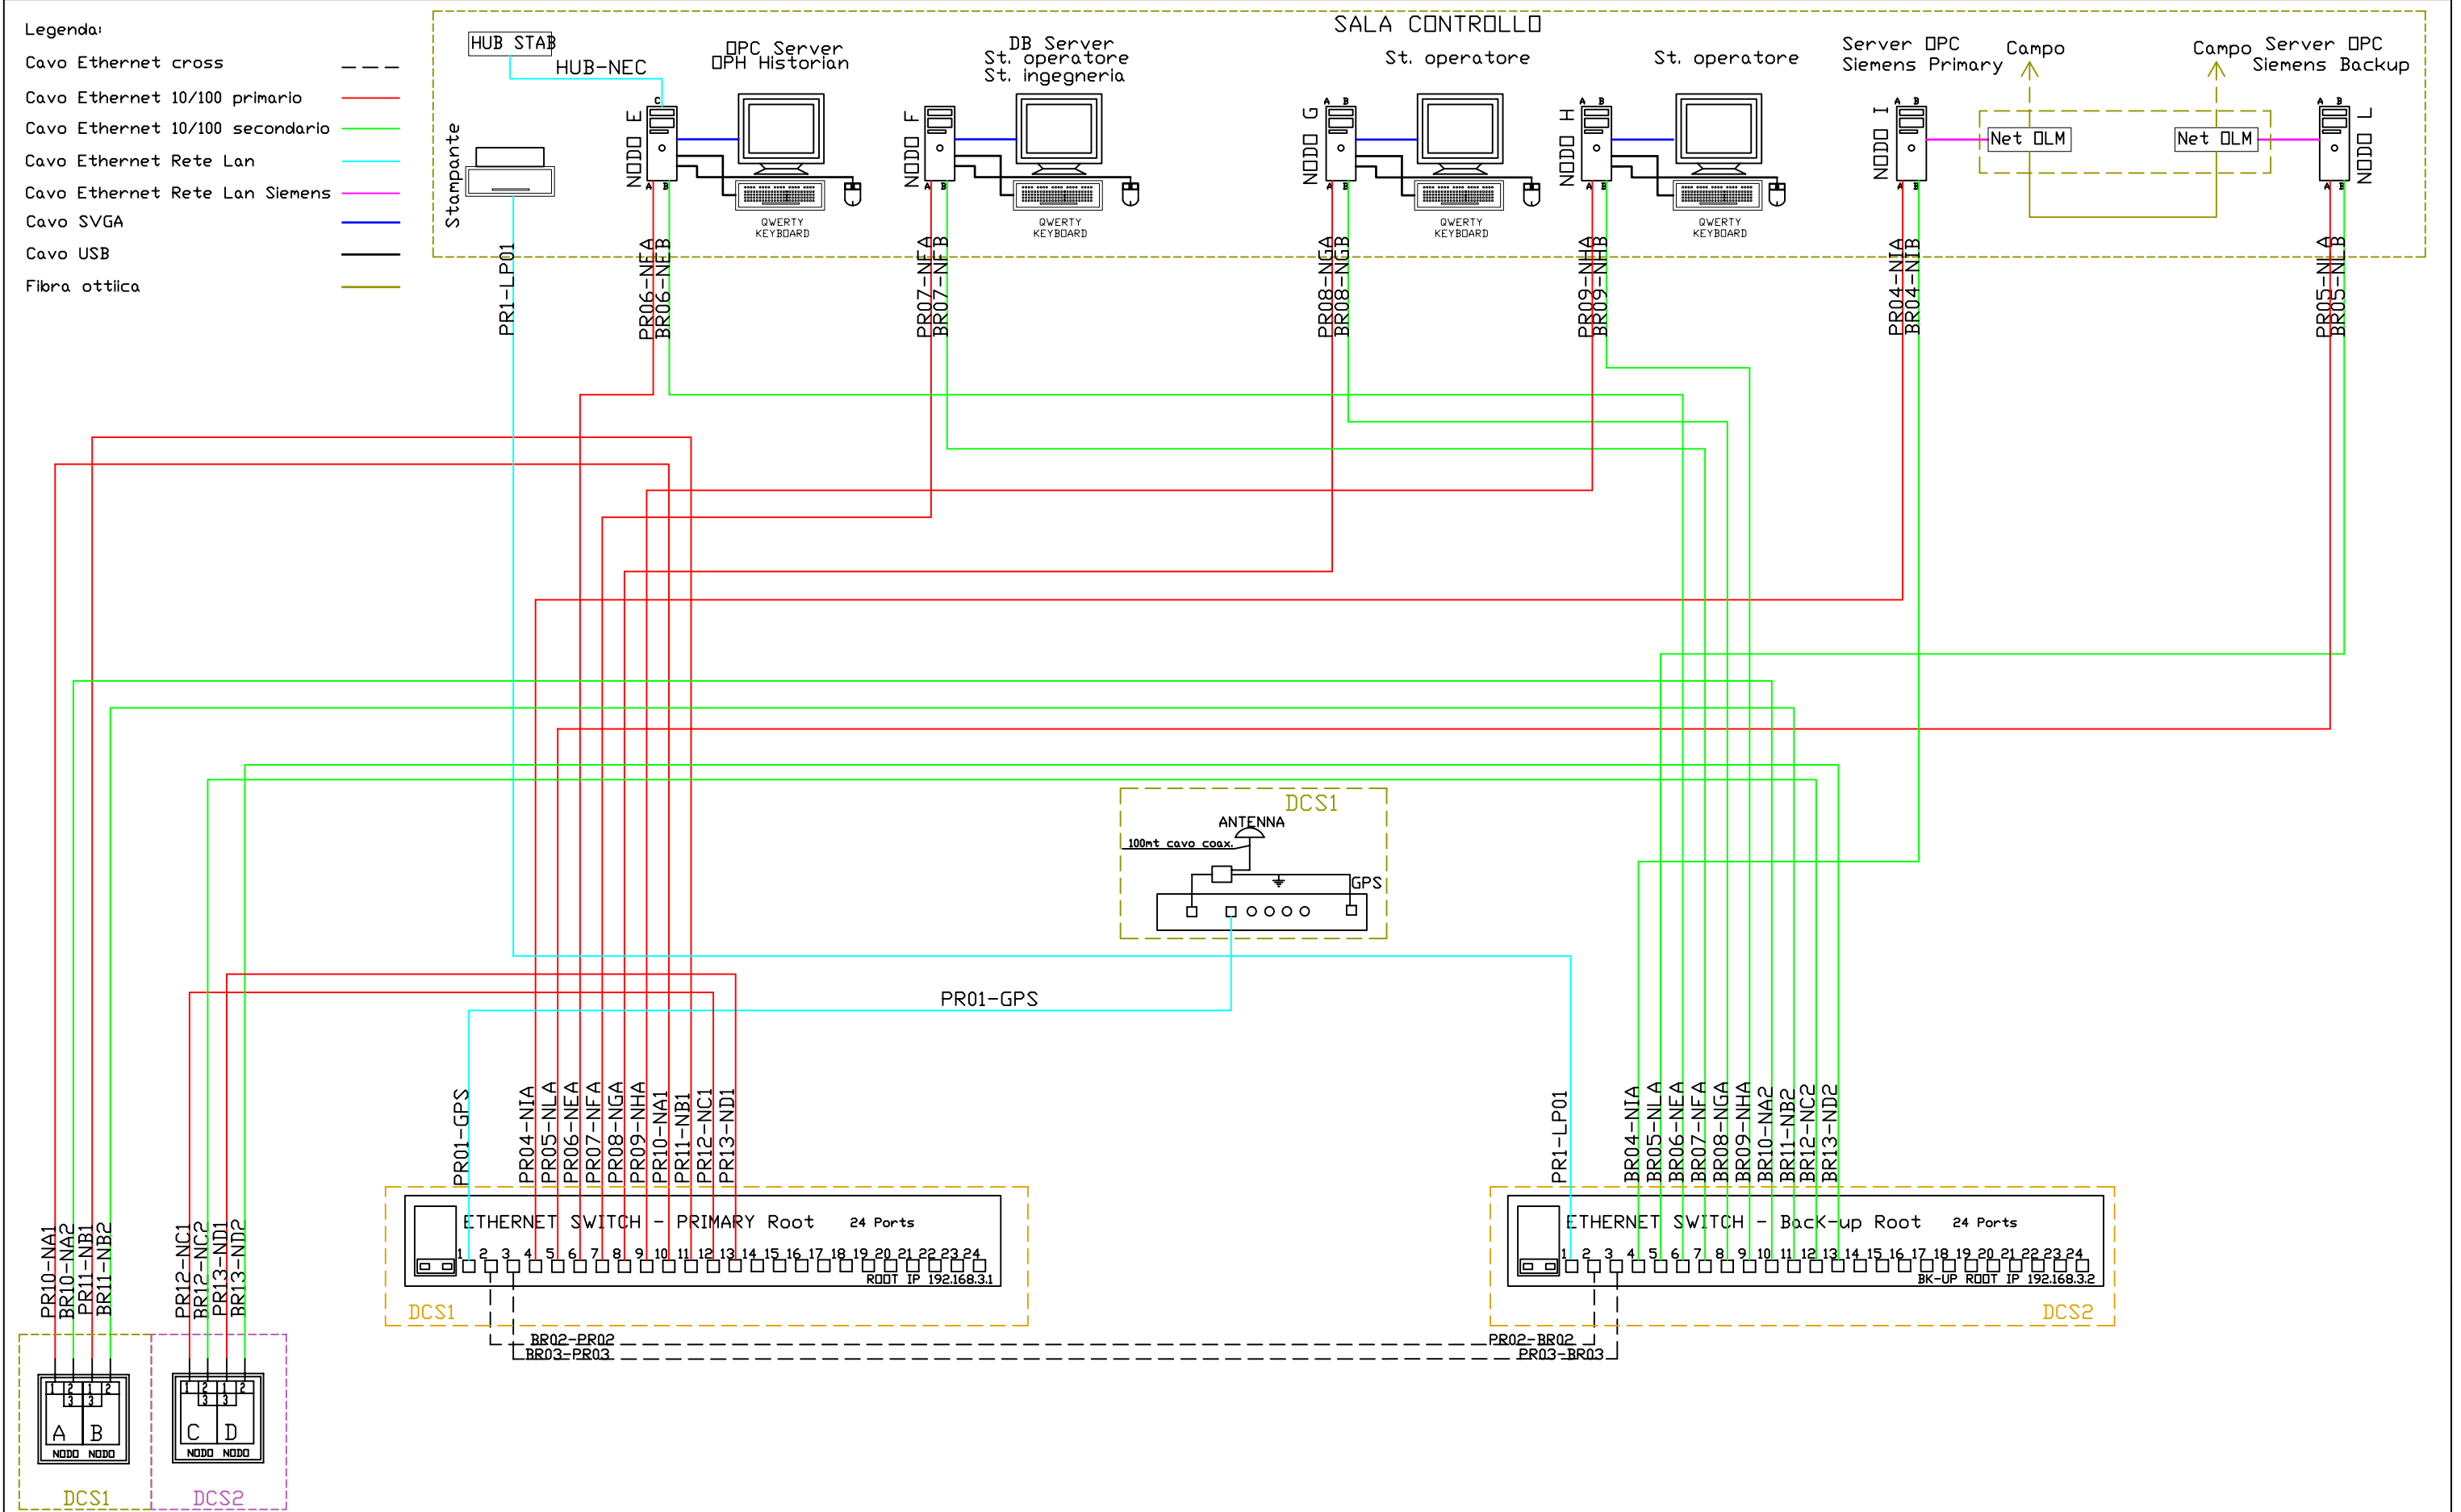 Legenda:
Cavo Ethernet cross
Cavo Ethernet 10/100 primario
Cavo Ethernet 10/100 secondario
Cavo Ethernet Rete Lan
Cavo Ethernet Rete Lan Siemens
Cavo SVGA
Cavo USB
Fibra ottiica
SALA CONTROLLO
HUB STAB
HUB-NEC
Stampante
OPC Server
OPH Historian
NODO E
C
A B
QWERTY
KEYBOARD
DB Server
St. operatore
St. ingegneria
NODO F
A B
QWERTY
KEYBOARD
St. operatore
NODO G
A B
A B
QWERTY
KEYBOARD
St. operatore
NODO H
A B
A B
QWERTY
KEYBOARD
Server OPC
Siemens Primary
NODO I
A B
A B
Campo
Net OLM
Campo
Net OLM
Server OPC
Siemens Backup
NODO L
A B
A B
PR1-LP01
PR06-NEA
BR06-NEB
PR07-NFA
BR07-NFB
PR08-NGA
BR08-NGB
PR09-NHA
BR09-NHB
PR04-NIA
BR04-NIB
PR05-NLA
BR05-NLB
DCS1
ANTENNA
100mt cavo coax.
GPS
PR01-GPS
PR01-GPS
PR04-NIA
PR05-NLA
PR06-NEA
PR07-NFA
PR08-NGA
PR09-NHA
PR10-NA1
PR11-NB1
PR12-NC1
PR13-ND1
PR1-LP01
BR04-NIA
BR05-NLA
BR06-NEA
BR07-NFA
BR08-NGA
BR09-NHA
BR10-NA2
BR11-NB2
BR12-NC2
BR13-ND2
ETHERNET SWITCH - PRIMARY Root 24 Ports
1 2 3 4 5 6 7 8 9 10 11 12 13 14 15 16 17 18 19 20 21 22 23 24
ROOT IP 192.168.3.1
DCS1
ETHERNET SWITCH - BacK-up Root 24 Ports
1 2 3 4 5 6 7 8 9 10 11 12 13 14 15 16 17 18 19 20 21 22 23 24
BK-UP ROOT IP 192.168.3.2
DCS2
BR02-PR02
BR03-PR03
PR02-BR02
PR03-BR03
PR10-NA1
BR10-NA2
PR11-NB1
BR11-NB2
PR12-NC1
BR12-NC2
PR13-ND1
BR13-ND2
1 2 1 2
3 3
A B
NODO NODO
DCS1
1 2 1 2
3 3
C D
NODO NODO
DCS2